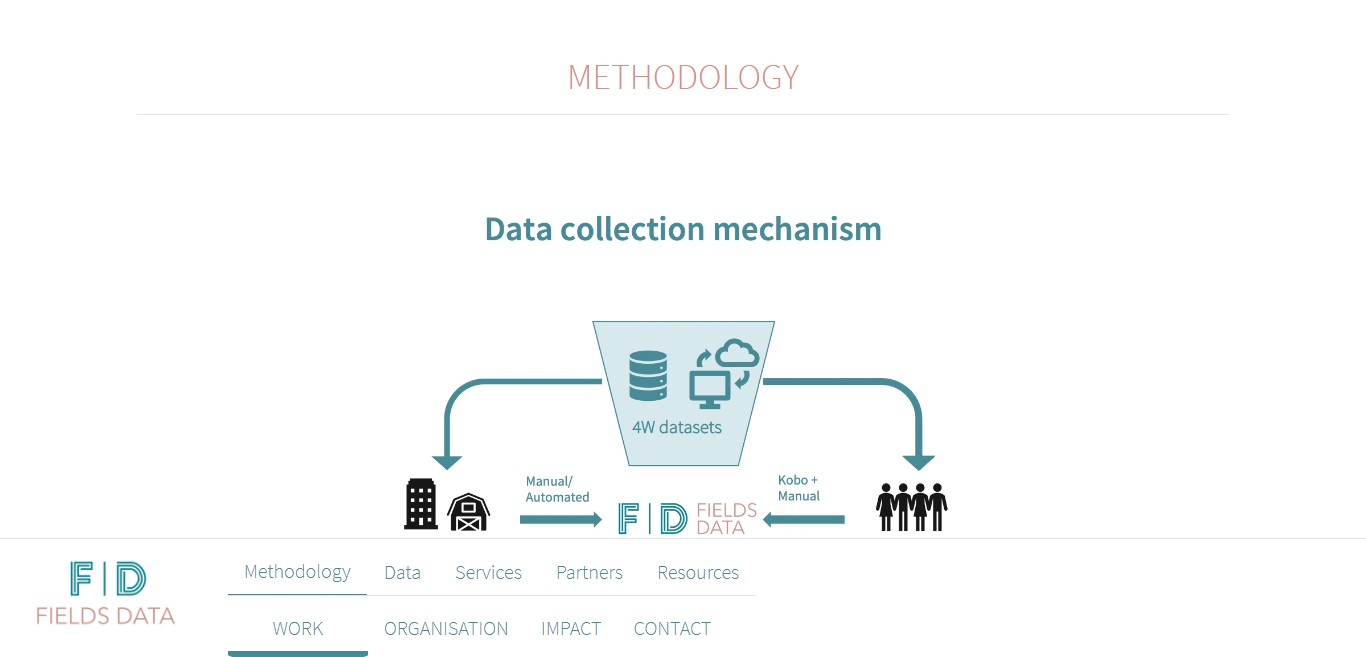 METHODOLOGY
Data collection mechanism
4W datasets
Manual/
Automated
Kobo +
Manual
F|D FIELDS
DATA
F|D
FIELDS DATA
Methodology Data Services Partners Resources
WORK ORGANISATION IMPACT CONTACT